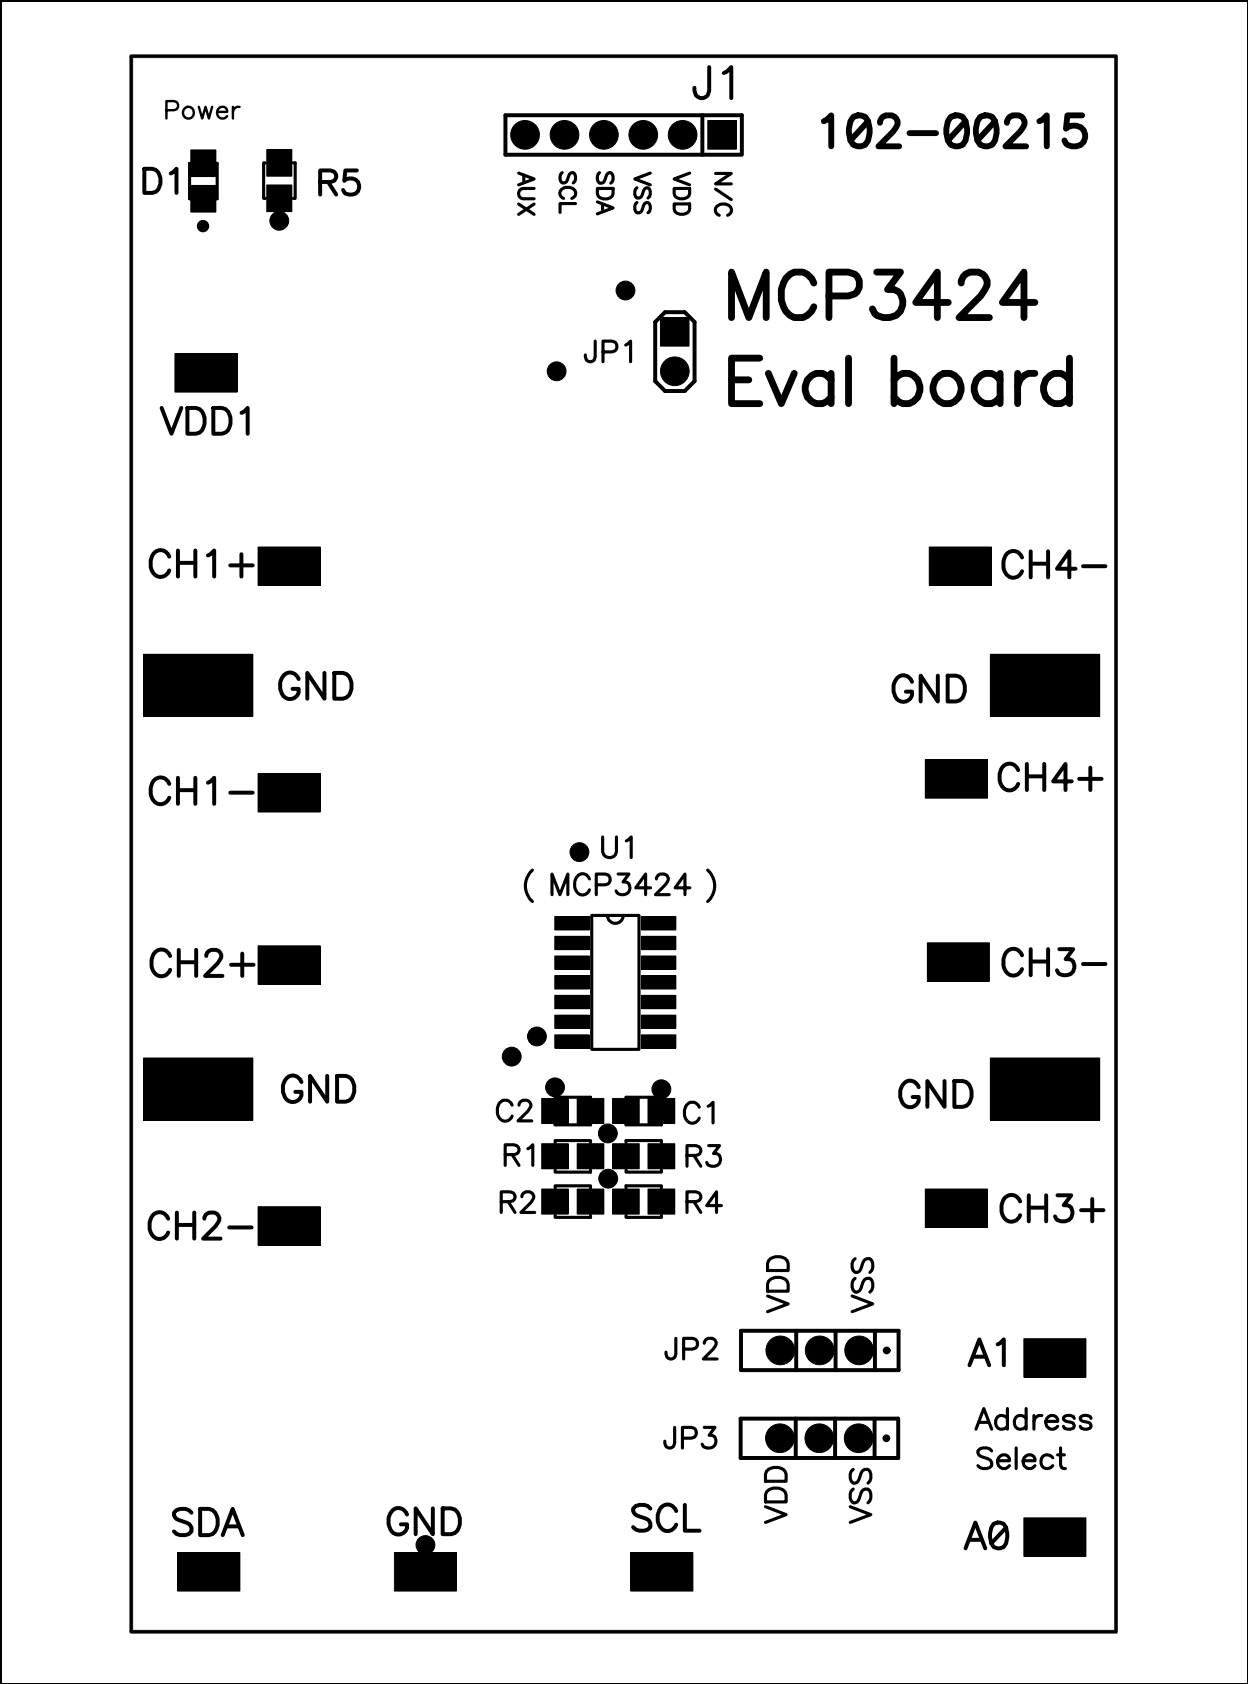 J1
102-00215
Power
D1
R5
AUX SCL SDA VSS VDD N/C
MCP3424
Eval board
JP1
VDD1
CH1+
CH4-
GND
GND
CH1-
CH4+
U1
( MCP3424 )
CH2+
CH3-
GND
GND
C2
C1
R1
R3
R2
R4
CH2-
CH3+
VDD
VSS
JP2
A1
Address
Select
JP3
VDD
VSS
SDA
GND
SCL
A0